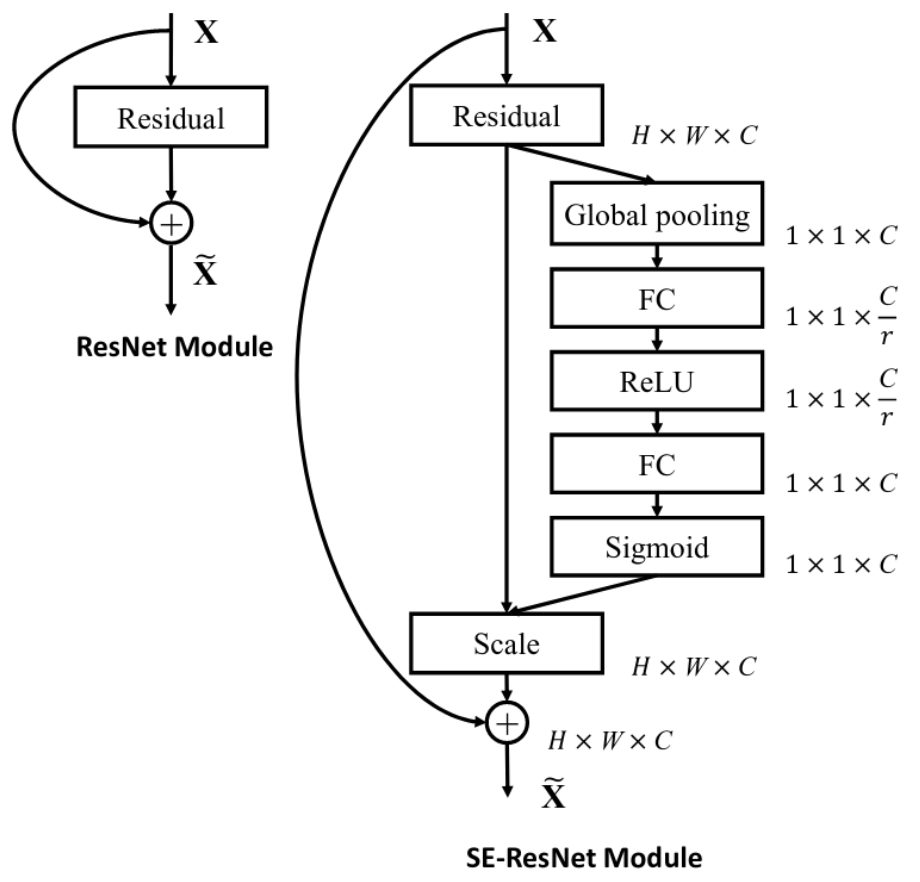 X
Residual
+
X̃
ResNet Module
X
Residual
H × W × C
Global pooling
1 × 1 × C
FC
1 × 1 × C/r
ReLU
1 × 1 × C/r
FC
1 × 1 × C
Sigmoid
1 × 1 × C
Scale
H × W × C
+
H × W × C
X̃
SE-ResNet Module